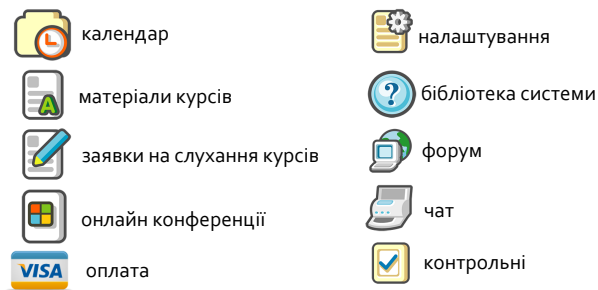 календар
матеріали курсів
заявки на слухання курсів
онлайн конференції
VISA оплата
налаштування
? бібліотека системи
форум
чат
контрольні